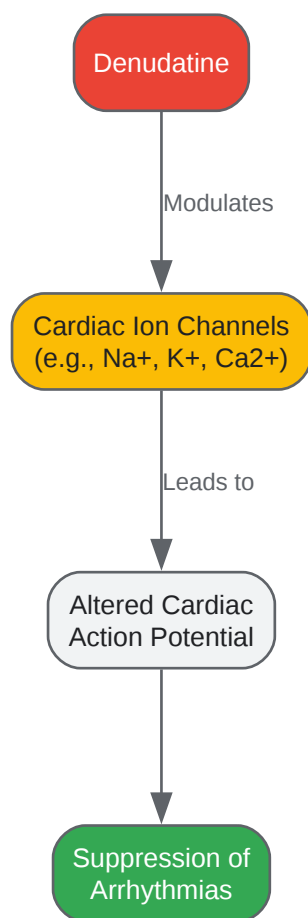 Denudatine
Modulates
Cardiac Ion Channels
(e.g., Na+, K+, Ca2+)
Leads to
Altered Cardiac
Action Potential
Suppression of
Arrhythmias